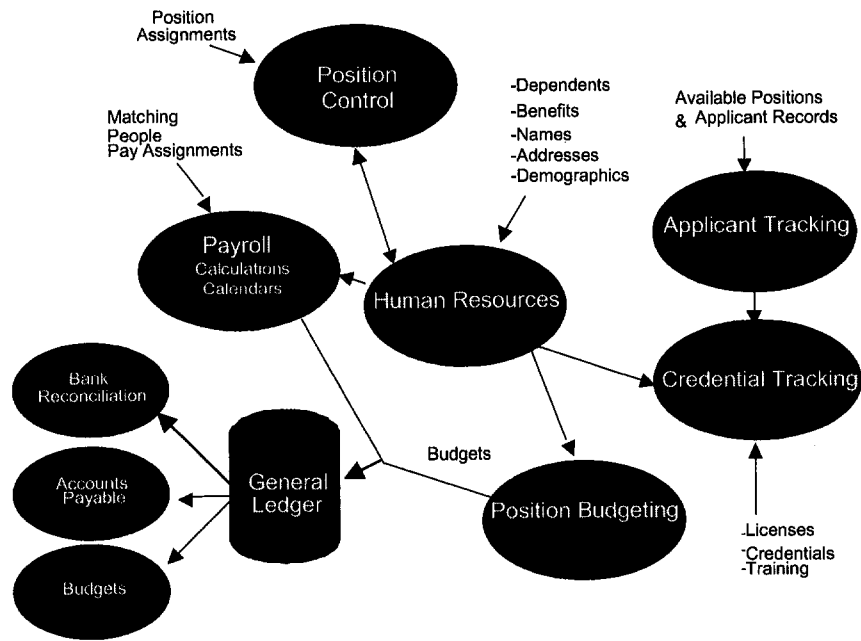 Position
Assignments
Position
Control
-Dependents
-Benefits
-Names
-Addresses
-Demographics
Available Positions
& Applicant Records
Matching
People
Pay Assignments
Applicant Tracking
Payroll
Calculations
Calendars
Human Resources
Credential Tracking
Bank
Reconciliation
Accounts
Payable
Budgets
General
Ledger
Budgets
Position Budgeting
-Licenses
-Credentials
-Training